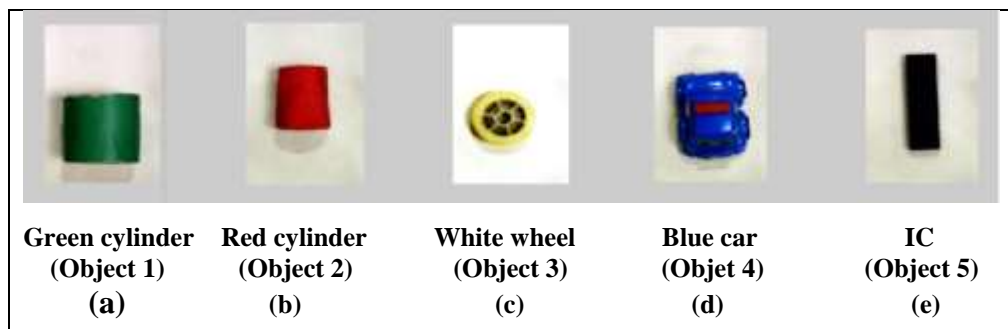 Green cylinder Red cylinder White wheel Blue car IC
(Object 1) (Object 2) (Object 3) (Objet 4) (Object 5)
(a) (b) (c) (d) (e)